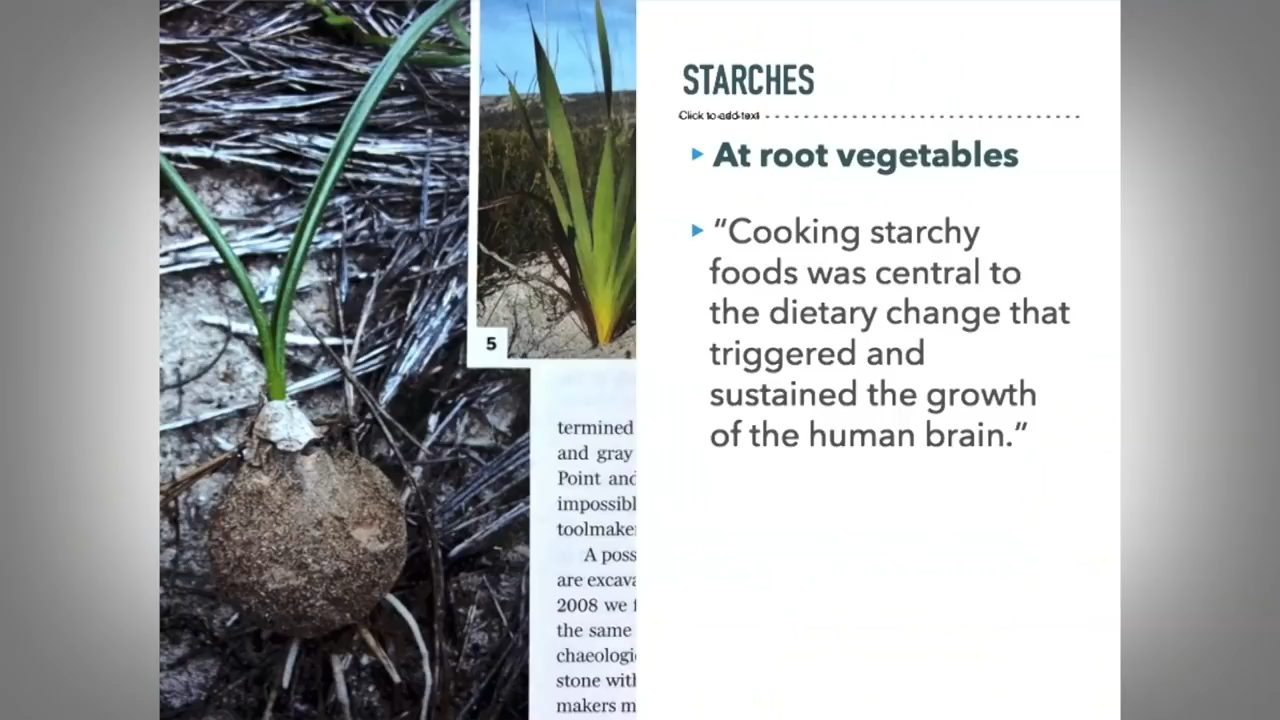 STARCHES
Click to add text
At root vegetables
“Cooking starchy
foods was central to
the dietary change that
triggered and
sustained the growth
of the human brain.”
5
termined
and gray
Point and
impossibl
toolmake
A poss
are excava
2008 we f
the same
chaeologi
stone with
makers m